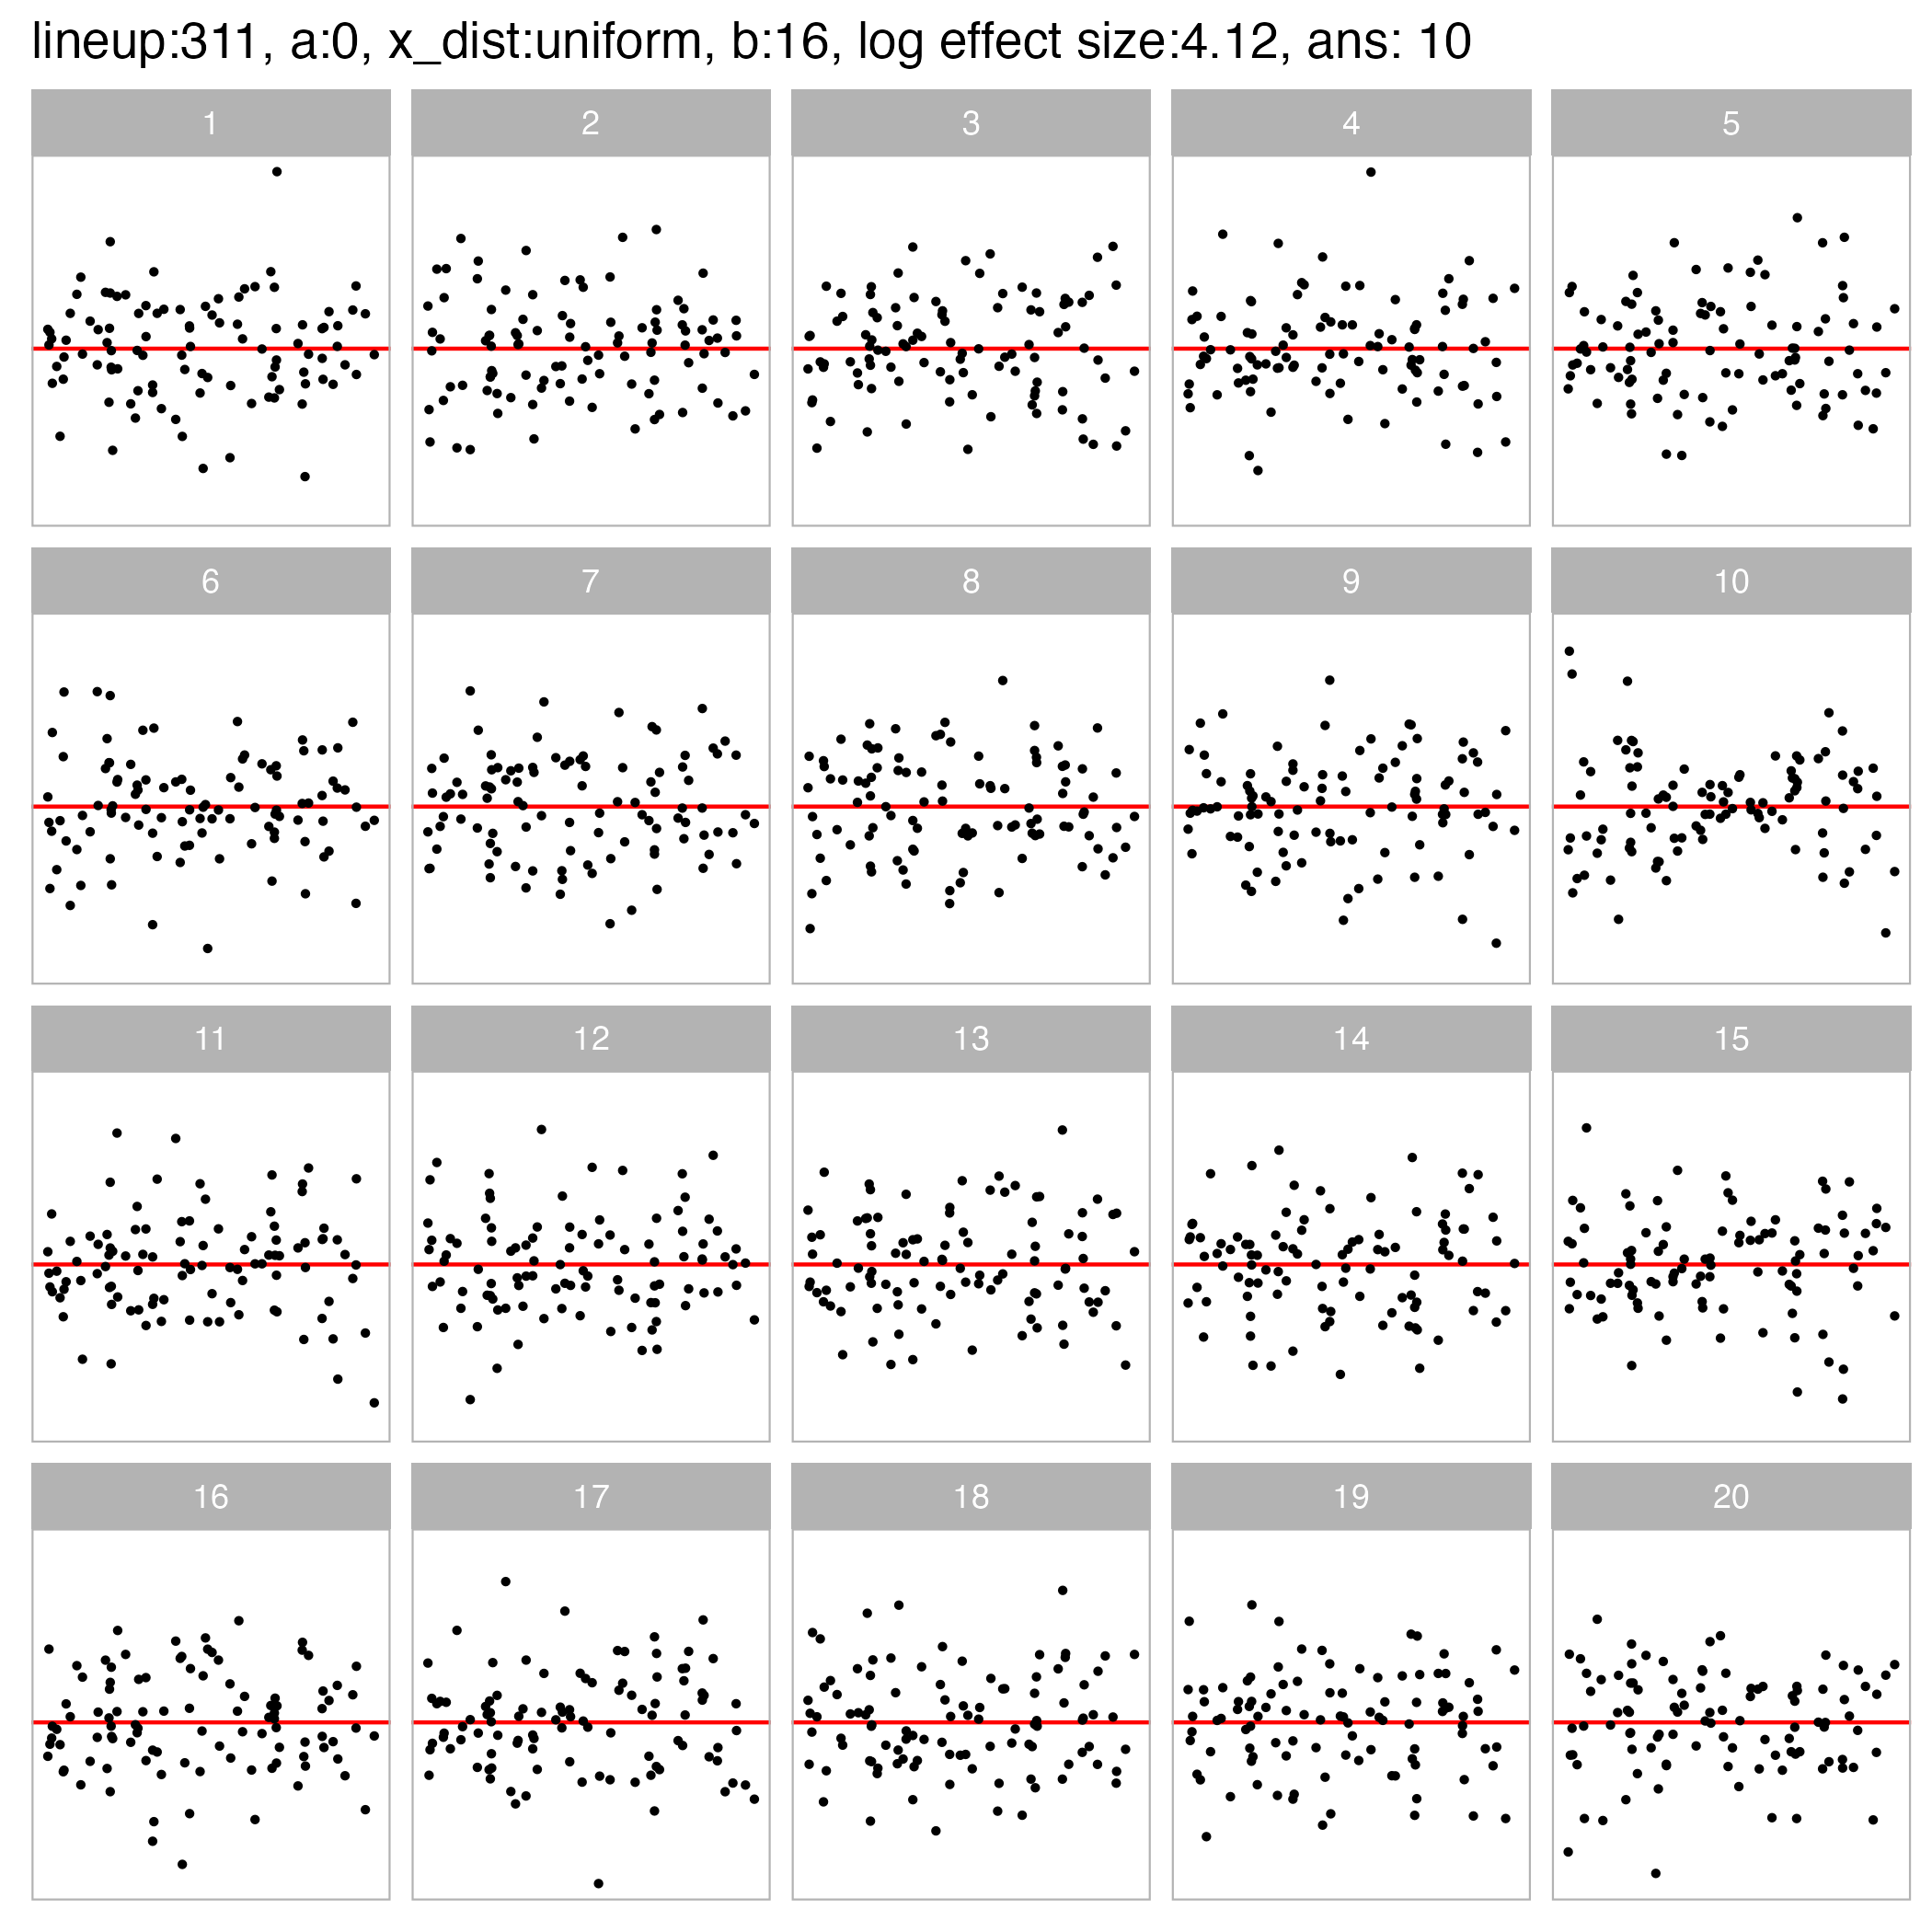 lineup:311, a:0, x_dist:uniform, b:16, log effect size:4.12, ans: 10
1 2 3 4 5
6 7 8 9 10
11 12 13 14 15
16 17 18 19 20